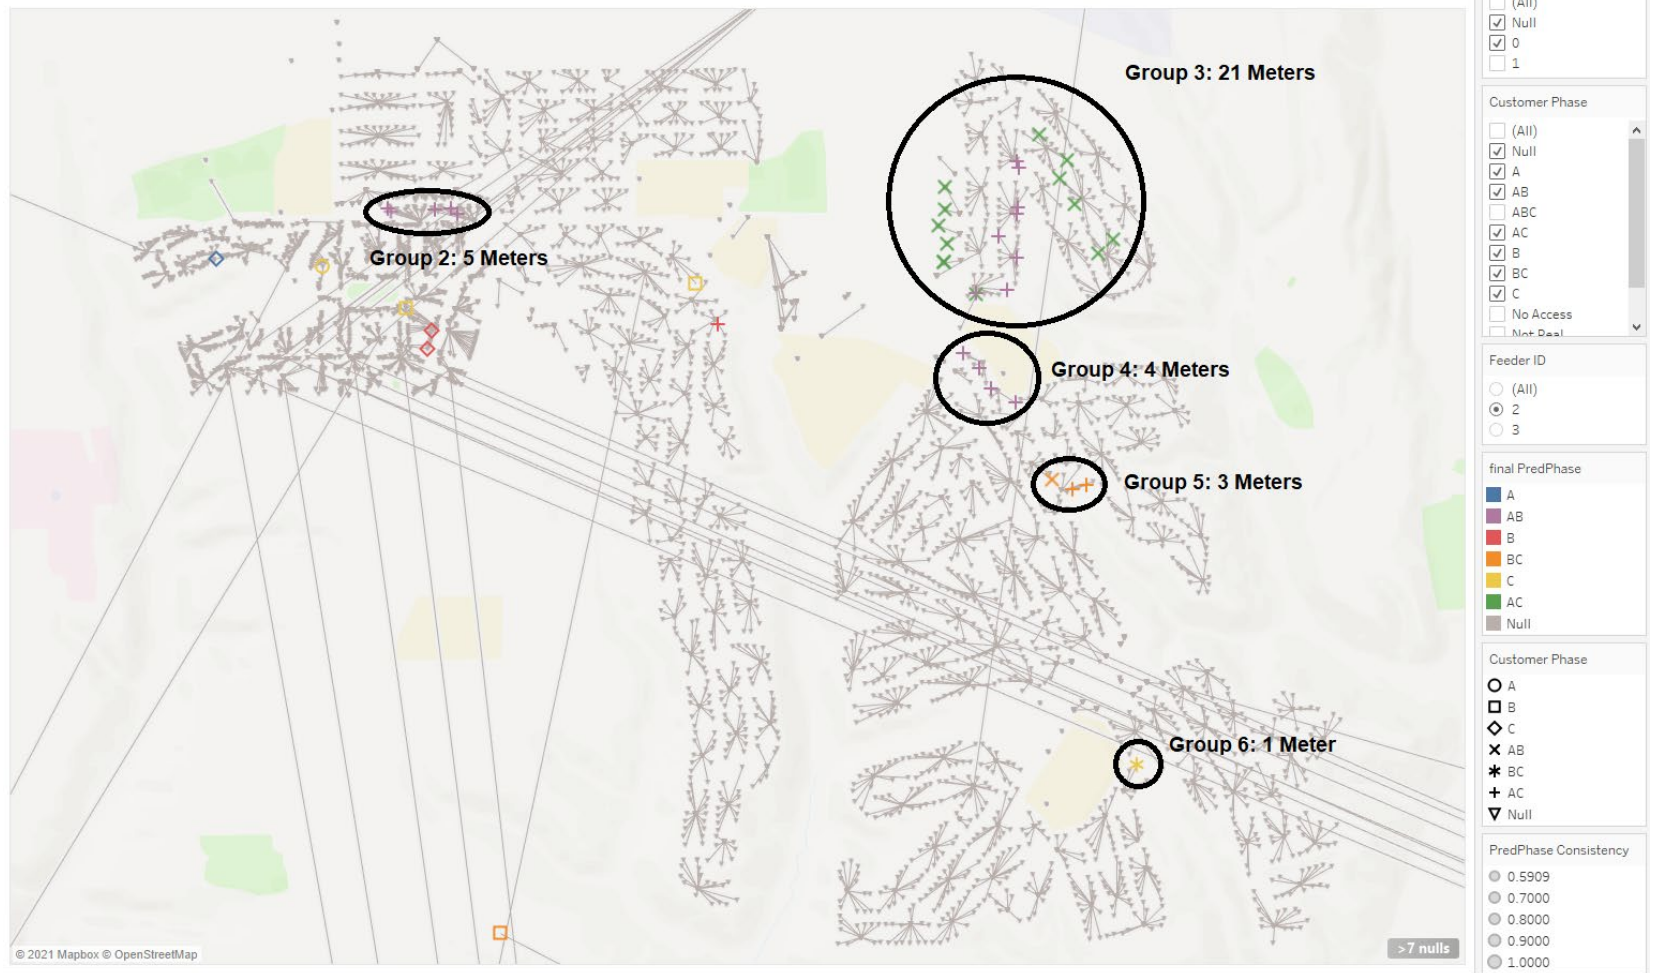 (All)
Null
0
1
Customer Phase
(All)
Null
A
AB
ABC
AC
B
BC
C
No Access
Not Real
Feeder ID
(All)
2
3
final PredPhase
A
AB
B
BC
C
AC
Null
Customer Phase
A
B
C
AB
BC
AC
Null
PredPhase Consistency
0.5909
0.7000
0.8000
0.9000
1.0000
Group 3: 21 Meters
Group 2: 5 Meters
Group 4: 4 Meters
Group 5: 3 Meters
Group 6: 1 Meter
>7 nulls
© 2021 Mapbox © OpenStreetMap